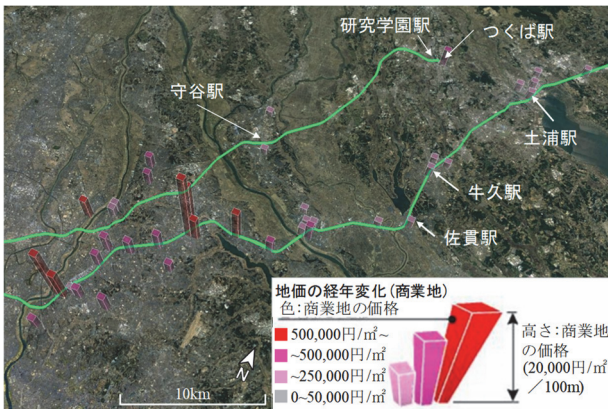 研究学園駅
つくば駅
守谷駅
土浦駅
牛久駅
佐貫駅
地価の経年変化(商業地)
色:商業地の価格
500,000円/㎡~
~500,000円/㎡
~250,000円/㎡
0~50,000円/㎡
高さ:商業地
の価格
(20,000円/㎡
/100m)
N
10km